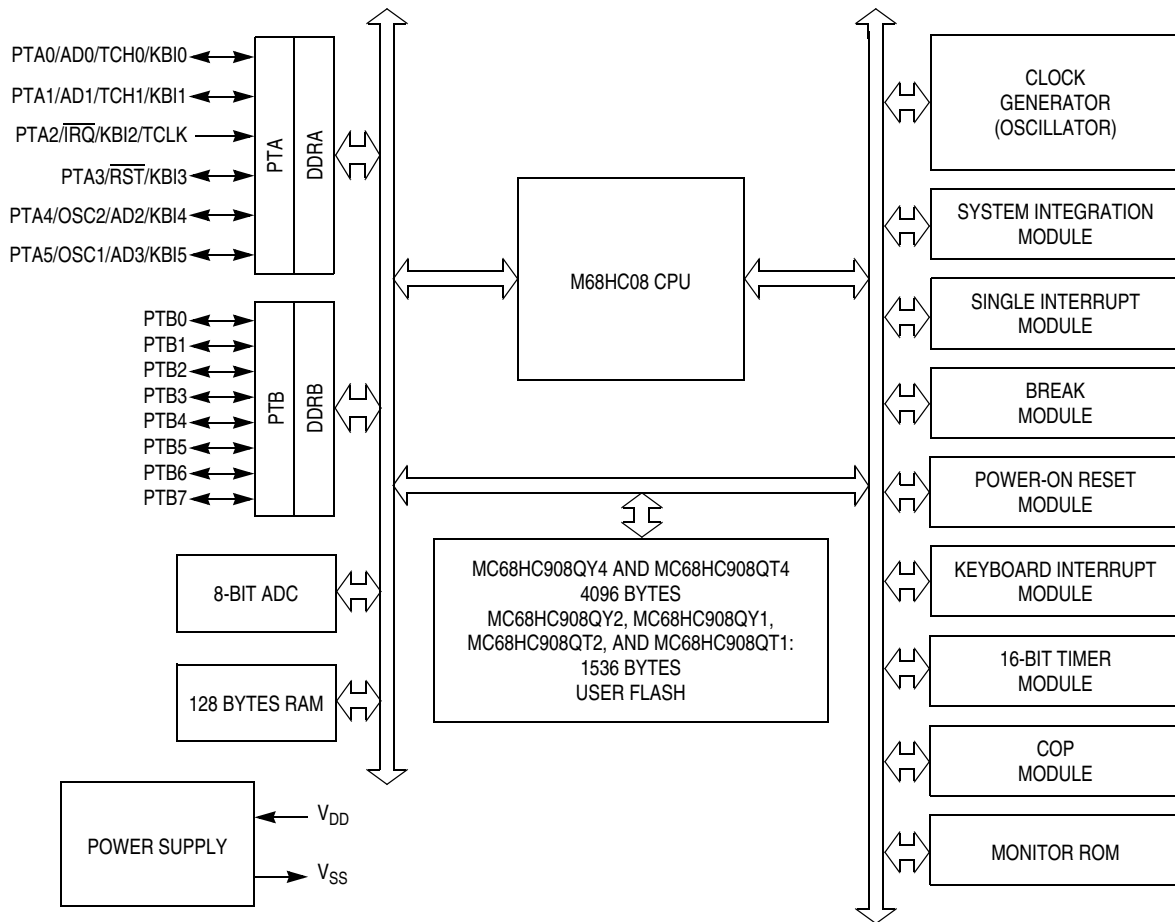 PTA0/AD0/TCH0/KBI0
PTA1/AD1/TCH1/KBI1
PTA2/I̅R̅Q̅/KBI2/TCLK
PTA3/R̅S̅T̅/KBI3
PTA4/OSC2/AD2/KBI4
PTA5/OSC1/AD3/KBI5
PTA
DDRA
PTB0
PTB1
PTB2
PTB3
PTB4
PTB5
PTB6
PTB7
PTB
DDRB
8-BIT ADC
128 BYTES RAM
POWER SUPPLY
VDD
VSS
M68HC08 CPU
MC68HC908QY4 AND MC68HC908QT4
4096 BYTES
MC68HC908QY2, MC68HC908QY1,
MC68HC908QT2, AND MC68HC908QT1:
1536 BYTES
USER FLASH
CLOCK
GENERATOR
(OSCILLATOR)
SYSTEM INTEGRATION
MODULE
SINGLE INTERRUPT
MODULE
BREAK
MODULE
POWER-ON RESET
MODULE
KEYBOARD INTERRUPT
MODULE
16-BIT TIMER
MODULE
COP
MODULE
MONITOR ROM